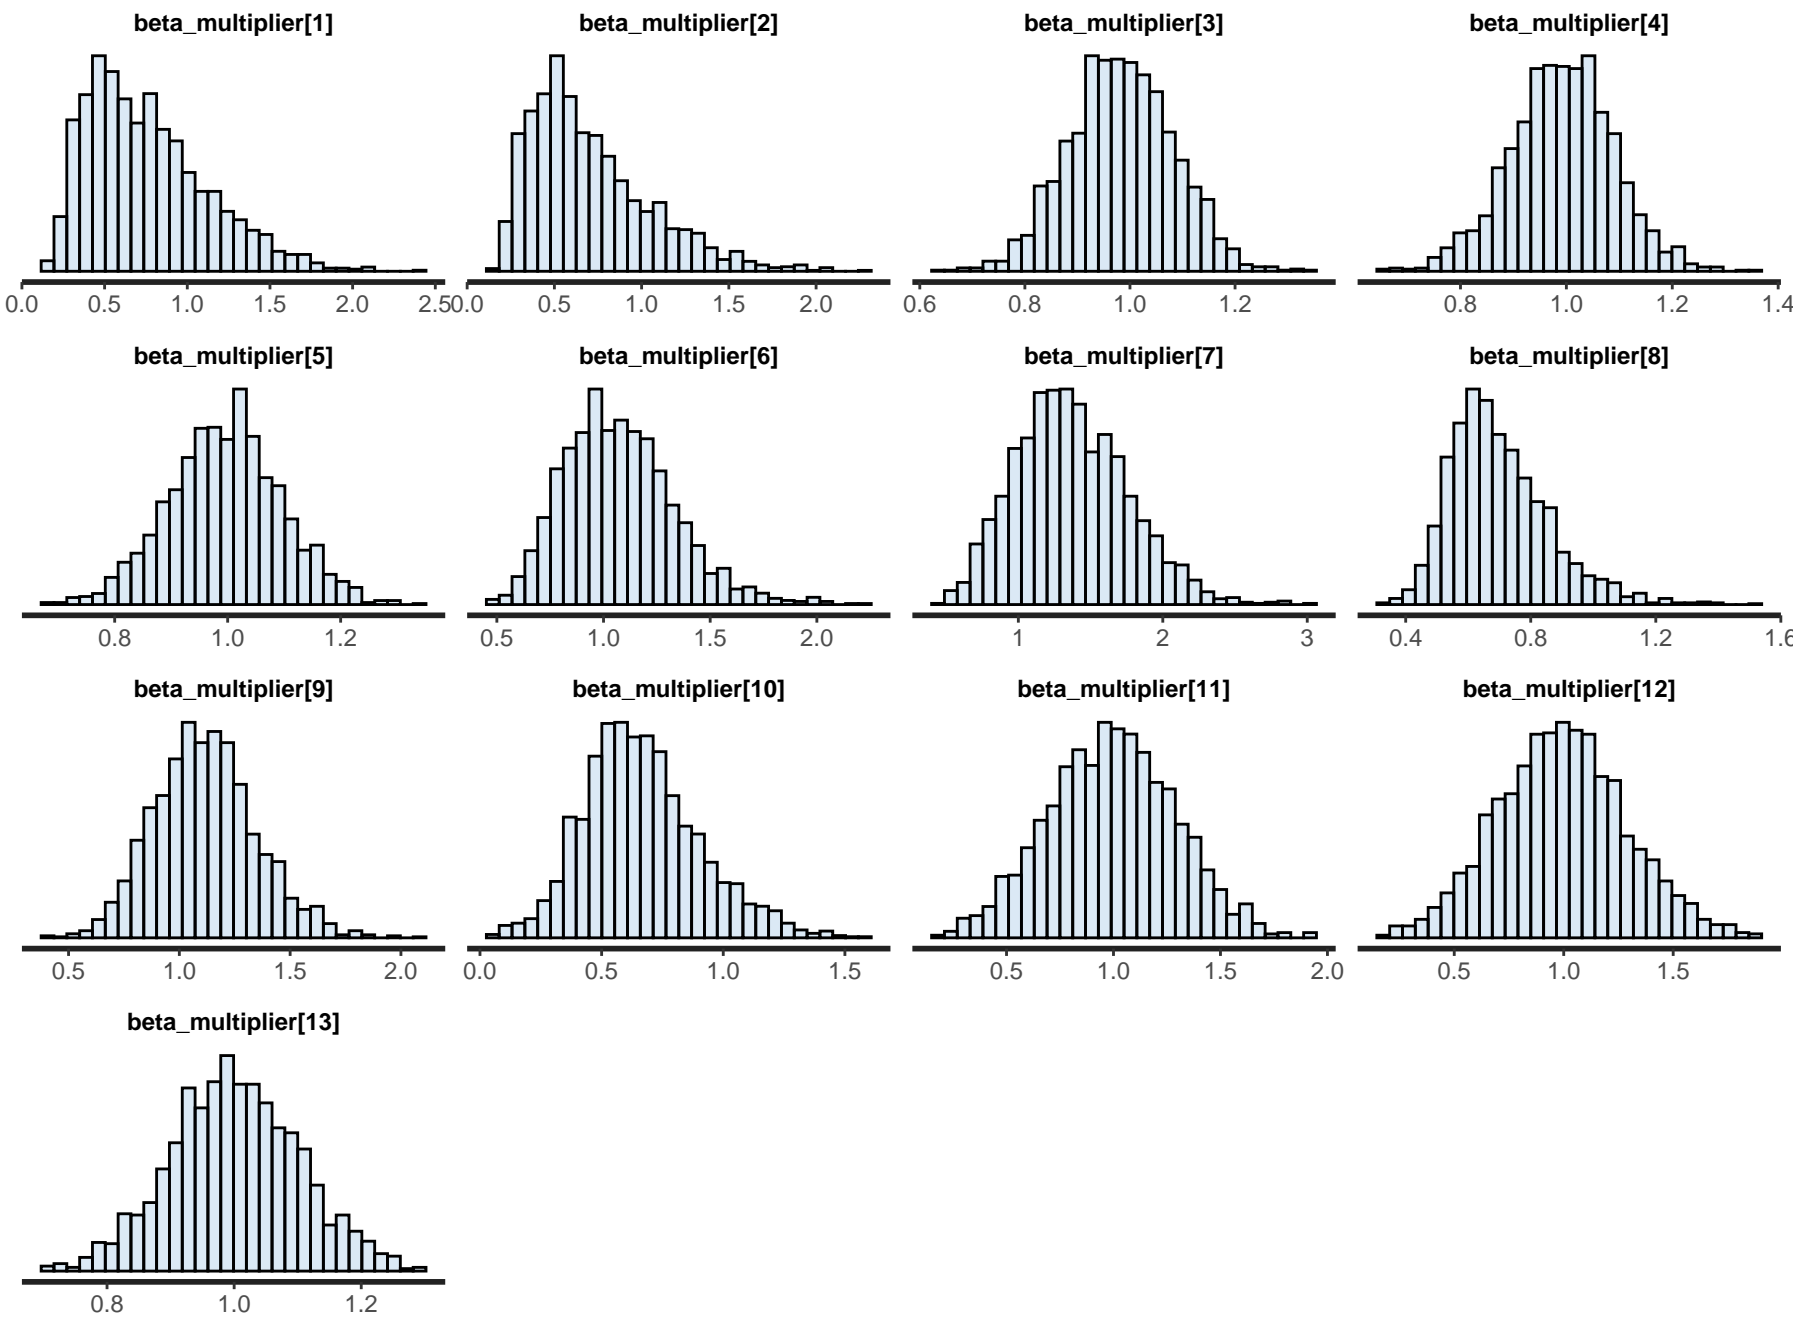 beta_multiplier[1] beta_multiplier[2] beta_multiplier[3] beta_multiplier[4]
0.0 0.5 1.0 1.5 2.0 2.5 0.0 0.5 1.0 1.5 2.0 0.6 0.8 1.0 1.2 0.8 1.0 1.2 1.4
beta_multiplier[5] beta_multiplier[6] beta_multiplier[7] beta_multiplier[8]
0.8 1.0 1.2 0.5 1.0 1.5 2.0 1 2 3 0.4 0.8 1.2 1.6
beta_multiplier[9] beta_multiplier[10] beta_multiplier[11] beta_multiplier[12]
0.5 1.0 1.5 2.0 0.0 0.5 1.0 1.5 0.5 1.0 1.5 2.0 0.5 1.0 1.5
beta_multiplier[13]
0.8 1.0 1.2